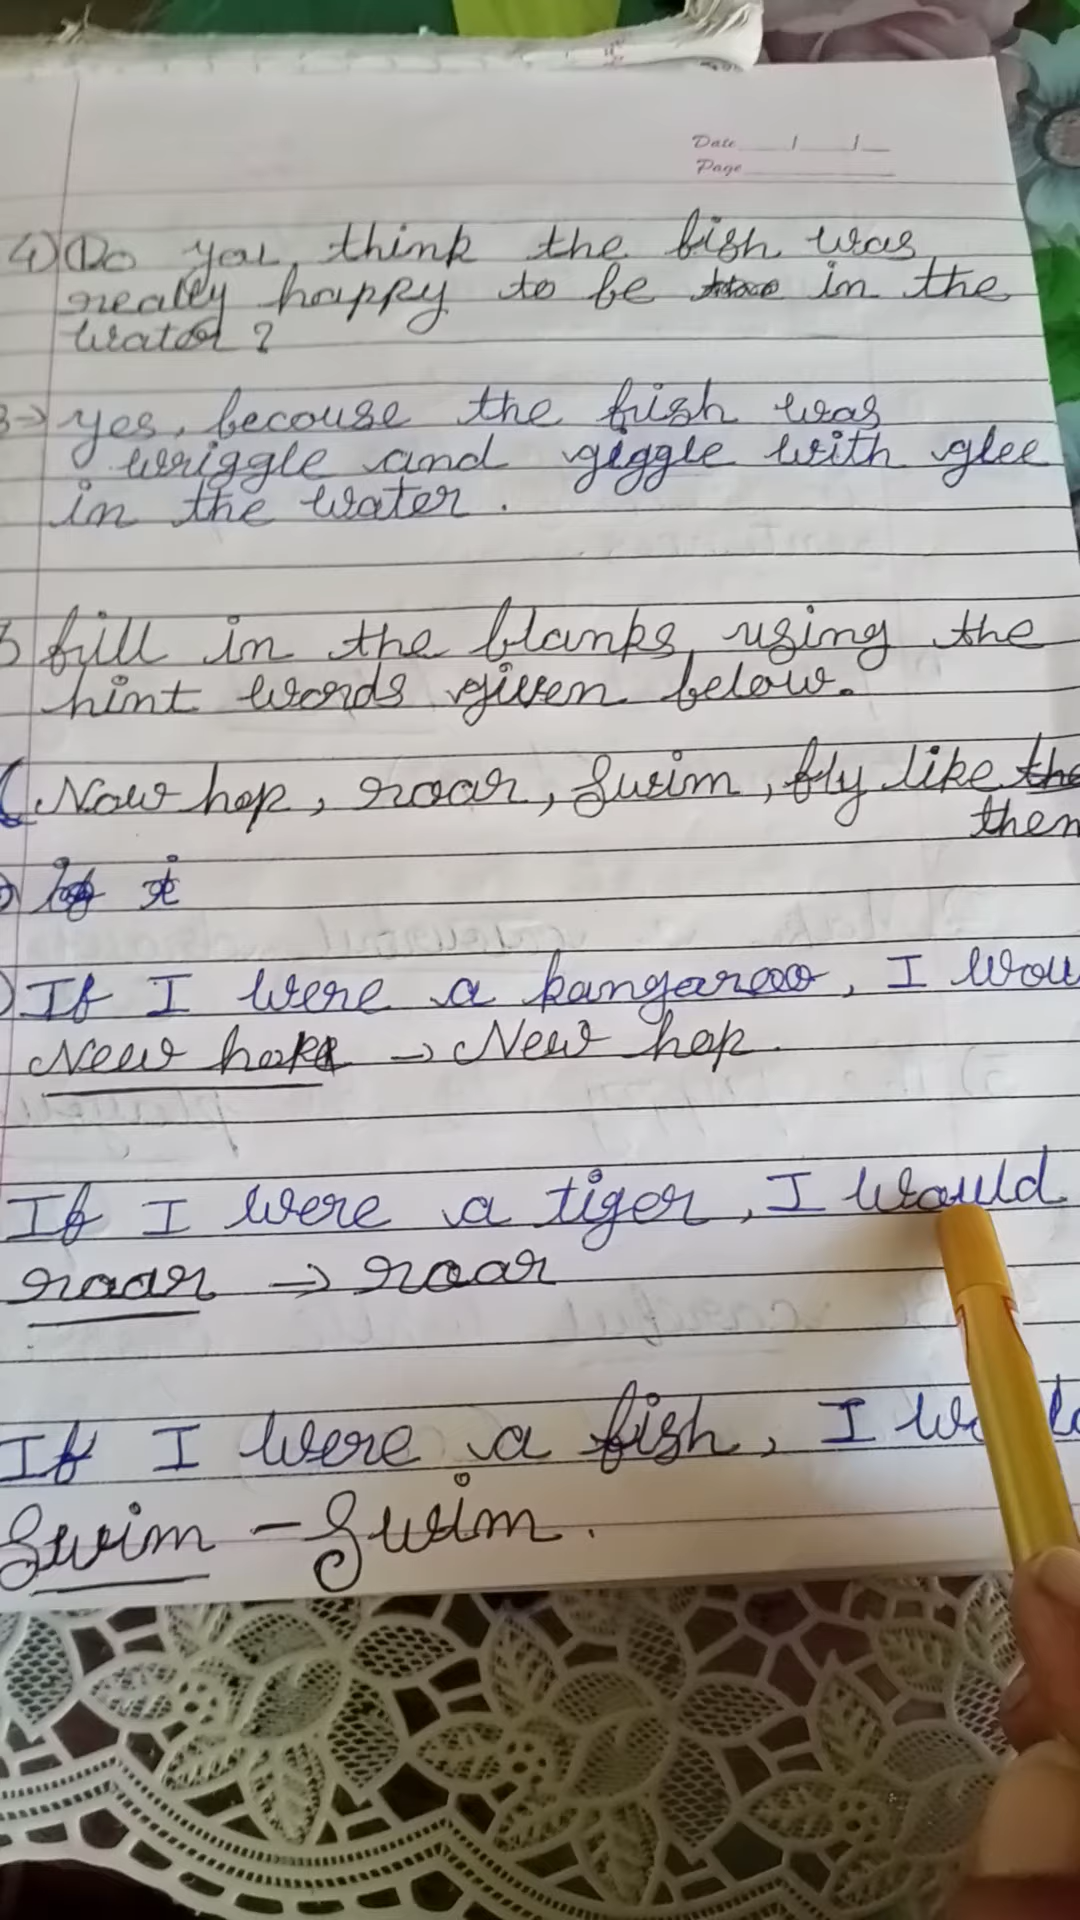 Date / /
Page
4) Do you think the fish was
really happy to be in the
water?
→ yes, becouse the frish was
wriggle and giggle with glee
in the water.
fill in the blanks, using the
hint words given below.
(Now hop, roar, Swim, fly like the
them
If I were a kangaroo, I wou
New hop → New hop.
If I were a tiger, I would
roar → roar
If I were a fish, I wo
Swim - Swim.